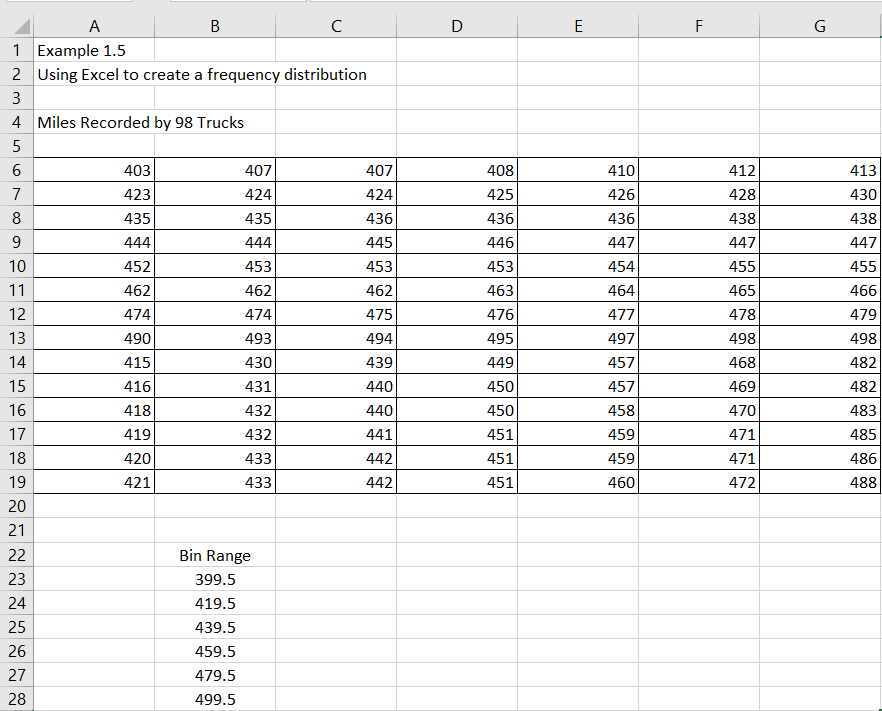 A B C D E F G
1 Example 1.5
2 Using Excel to create a frequency distribution
3
4 Miles Recorded by 98 Trucks
5
6 403 407 407 408 410 412 413
7 423 424 424 425 426 428 430
8 435 435 436 436 436 438 438
9 444 444 445 446 447 447 447
10 452 453 453 453 454 455 455
11 462 462 462 463 464 465 466
12 474 474 475 476 477 478 479
13 490 493 494 495 497 498 498
14 415 430 439 449 457 468 482
15 416 431 440 450 457 469 482
16 418 432 440 450 458 470 483
17 419 432 441 451 459 471 485
18 420 433 442 451 459 471 486
19 421 433 442 451 460 472 488
20
21
22 Bin Range
23 399.5
24 419.5
25 439.5
26 459.5
27 479.5
28 499.5